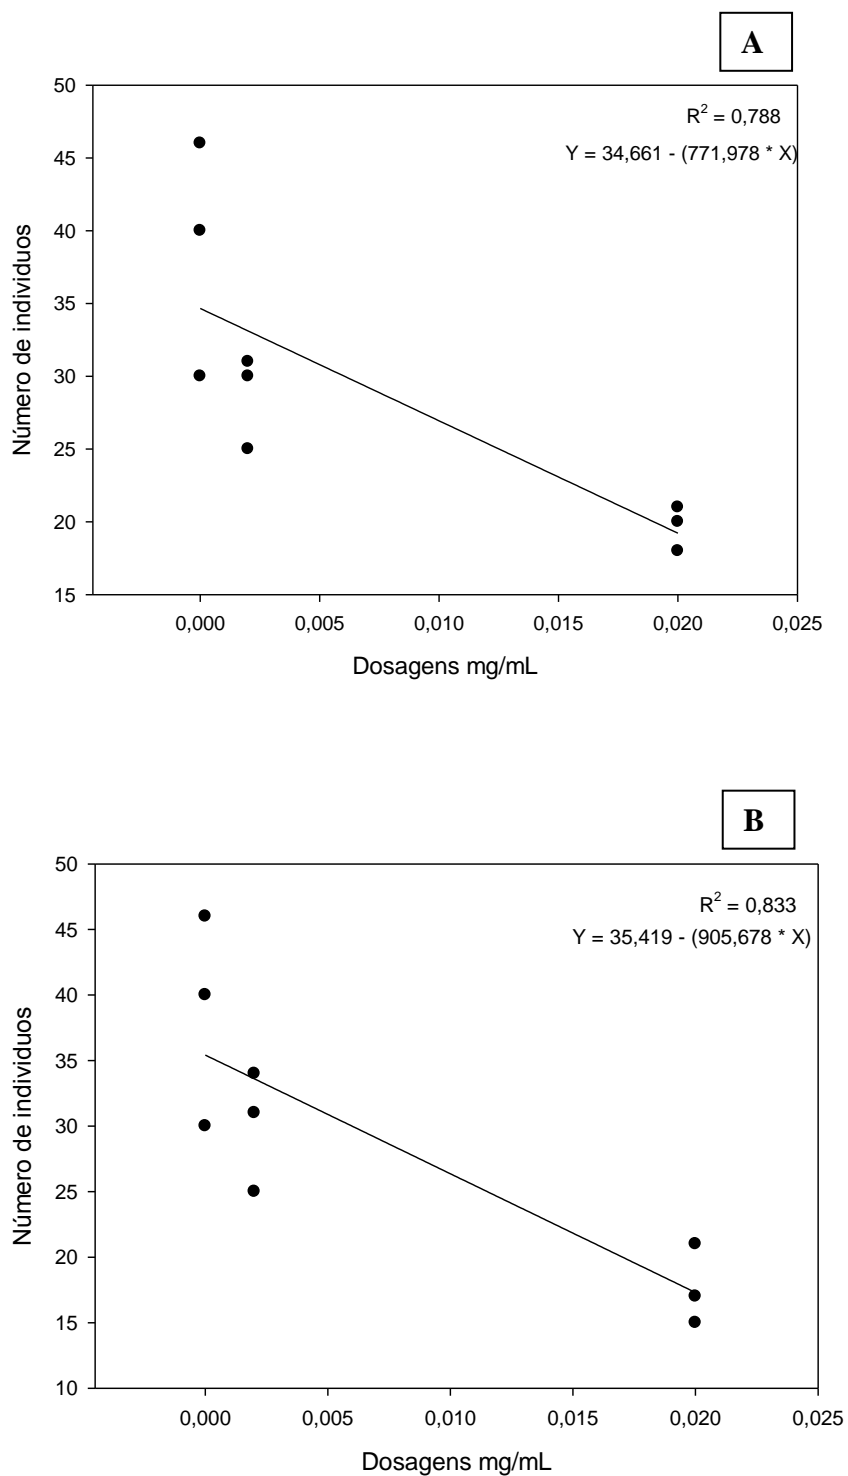 A
R² = 0,788
Y = 34,661 - (771,978 * X)
50
45
40
35
30
25
20
15
Número de individuos
0,000 0,005 0,010 0,015 0,020 0,025
Dosagens mg/mL
B
R² = 0,833
Y = 35,419 - (905,678 * X)
50
45
40
35
30
25
20
15
10
Número de individuos
0,000 0,005 0,010 0,015 0,020 0,025
Dosagens mg/mL